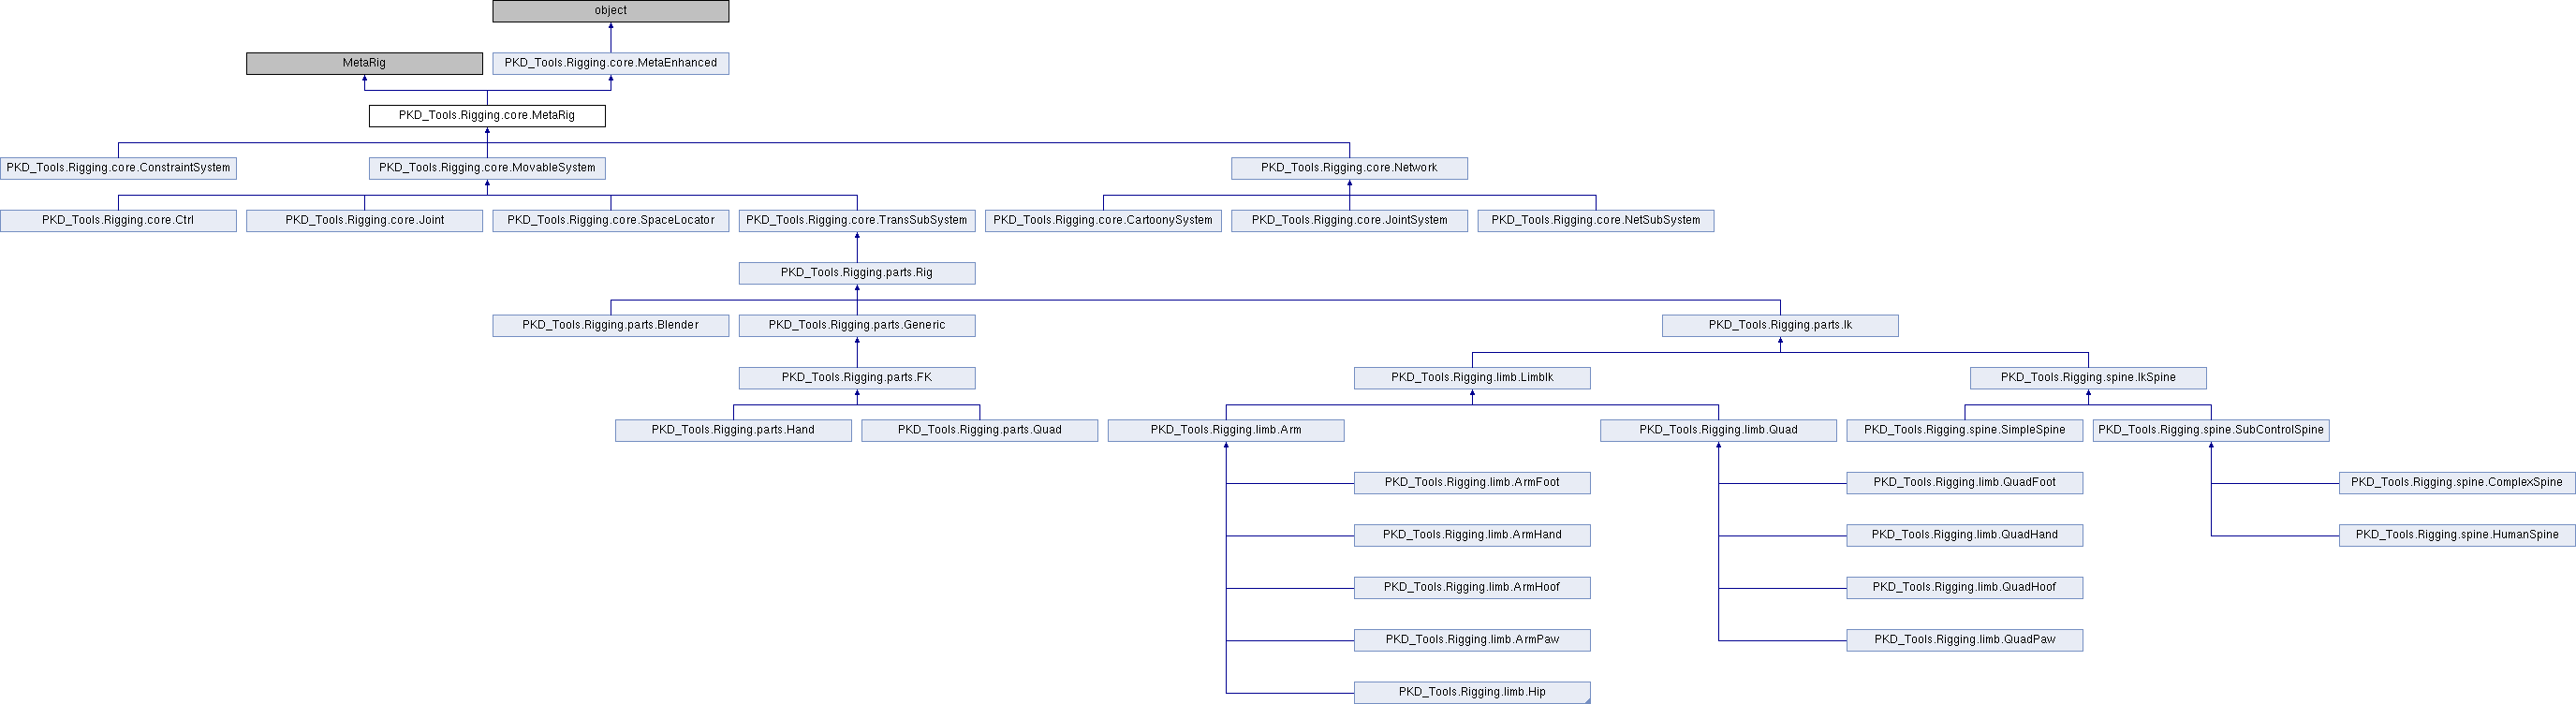 object
MetaRig
PKD_Tools.Rigging.core.MetaEnhanced
PKD_Tools.Rigging.core.MetaRig
PKD_Tools.Rigging.core.ConstraintSystem
PKD_Tools.Rigging.core.MovableSystem
PKD_Tools.Rigging.core.Network
PKD_Tools.Rigging.core.Ctrl
PKD_Tools.Rigging.core.Joint
PKD_Tools.Rigging.core.SpaceLocator
PKD_Tools.Rigging.core.TransSubSystem
PKD_Tools.Rigging.core.CartoonySystem
PKD_Tools.Rigging.core.JointSystem
PKD_Tools.Rigging.core.NetSubSystem
PKD_Tools.Rigging.parts.Rig
PKD_Tools.Rigging.parts.Blender
PKD_Tools.Rigging.parts.Generic
PKD_Tools.Rigging.parts.Ik
PKD_Tools.Rigging.parts.FK
PKD_Tools.Rigging.limb.LimbIk
PKD_Tools.Rigging.spine.IkSpine
PKD_Tools.Rigging.parts.Hand
PKD_Tools.Rigging.parts.Quad
PKD_Tools.Rigging.limb.Arm
PKD_Tools.Rigging.limb.Quad
PKD_Tools.Rigging.spine.SimpleSpine
PKD_Tools.Rigging.spine.SubControlSpine
PKD_Tools.Rigging.limb.ArmFoot
PKD_Tools.Rigging.limb.QuadFoot
PKD_Tools.Rigging.spine.ComplexSpine
PKD_Tools.Rigging.limb.ArmHand
PKD_Tools.Rigging.limb.QuadHand
PKD_Tools.Rigging.spine.HumanSpine
PKD_Tools.Rigging.limb.ArmHoof
PKD_Tools.Rigging.limb.QuadHoof
PKD_Tools.Rigging.limb.ArmPaw
PKD_Tools.Rigging.limb.QuadPaw
PKD_Tools.Rigging.limb.Hip